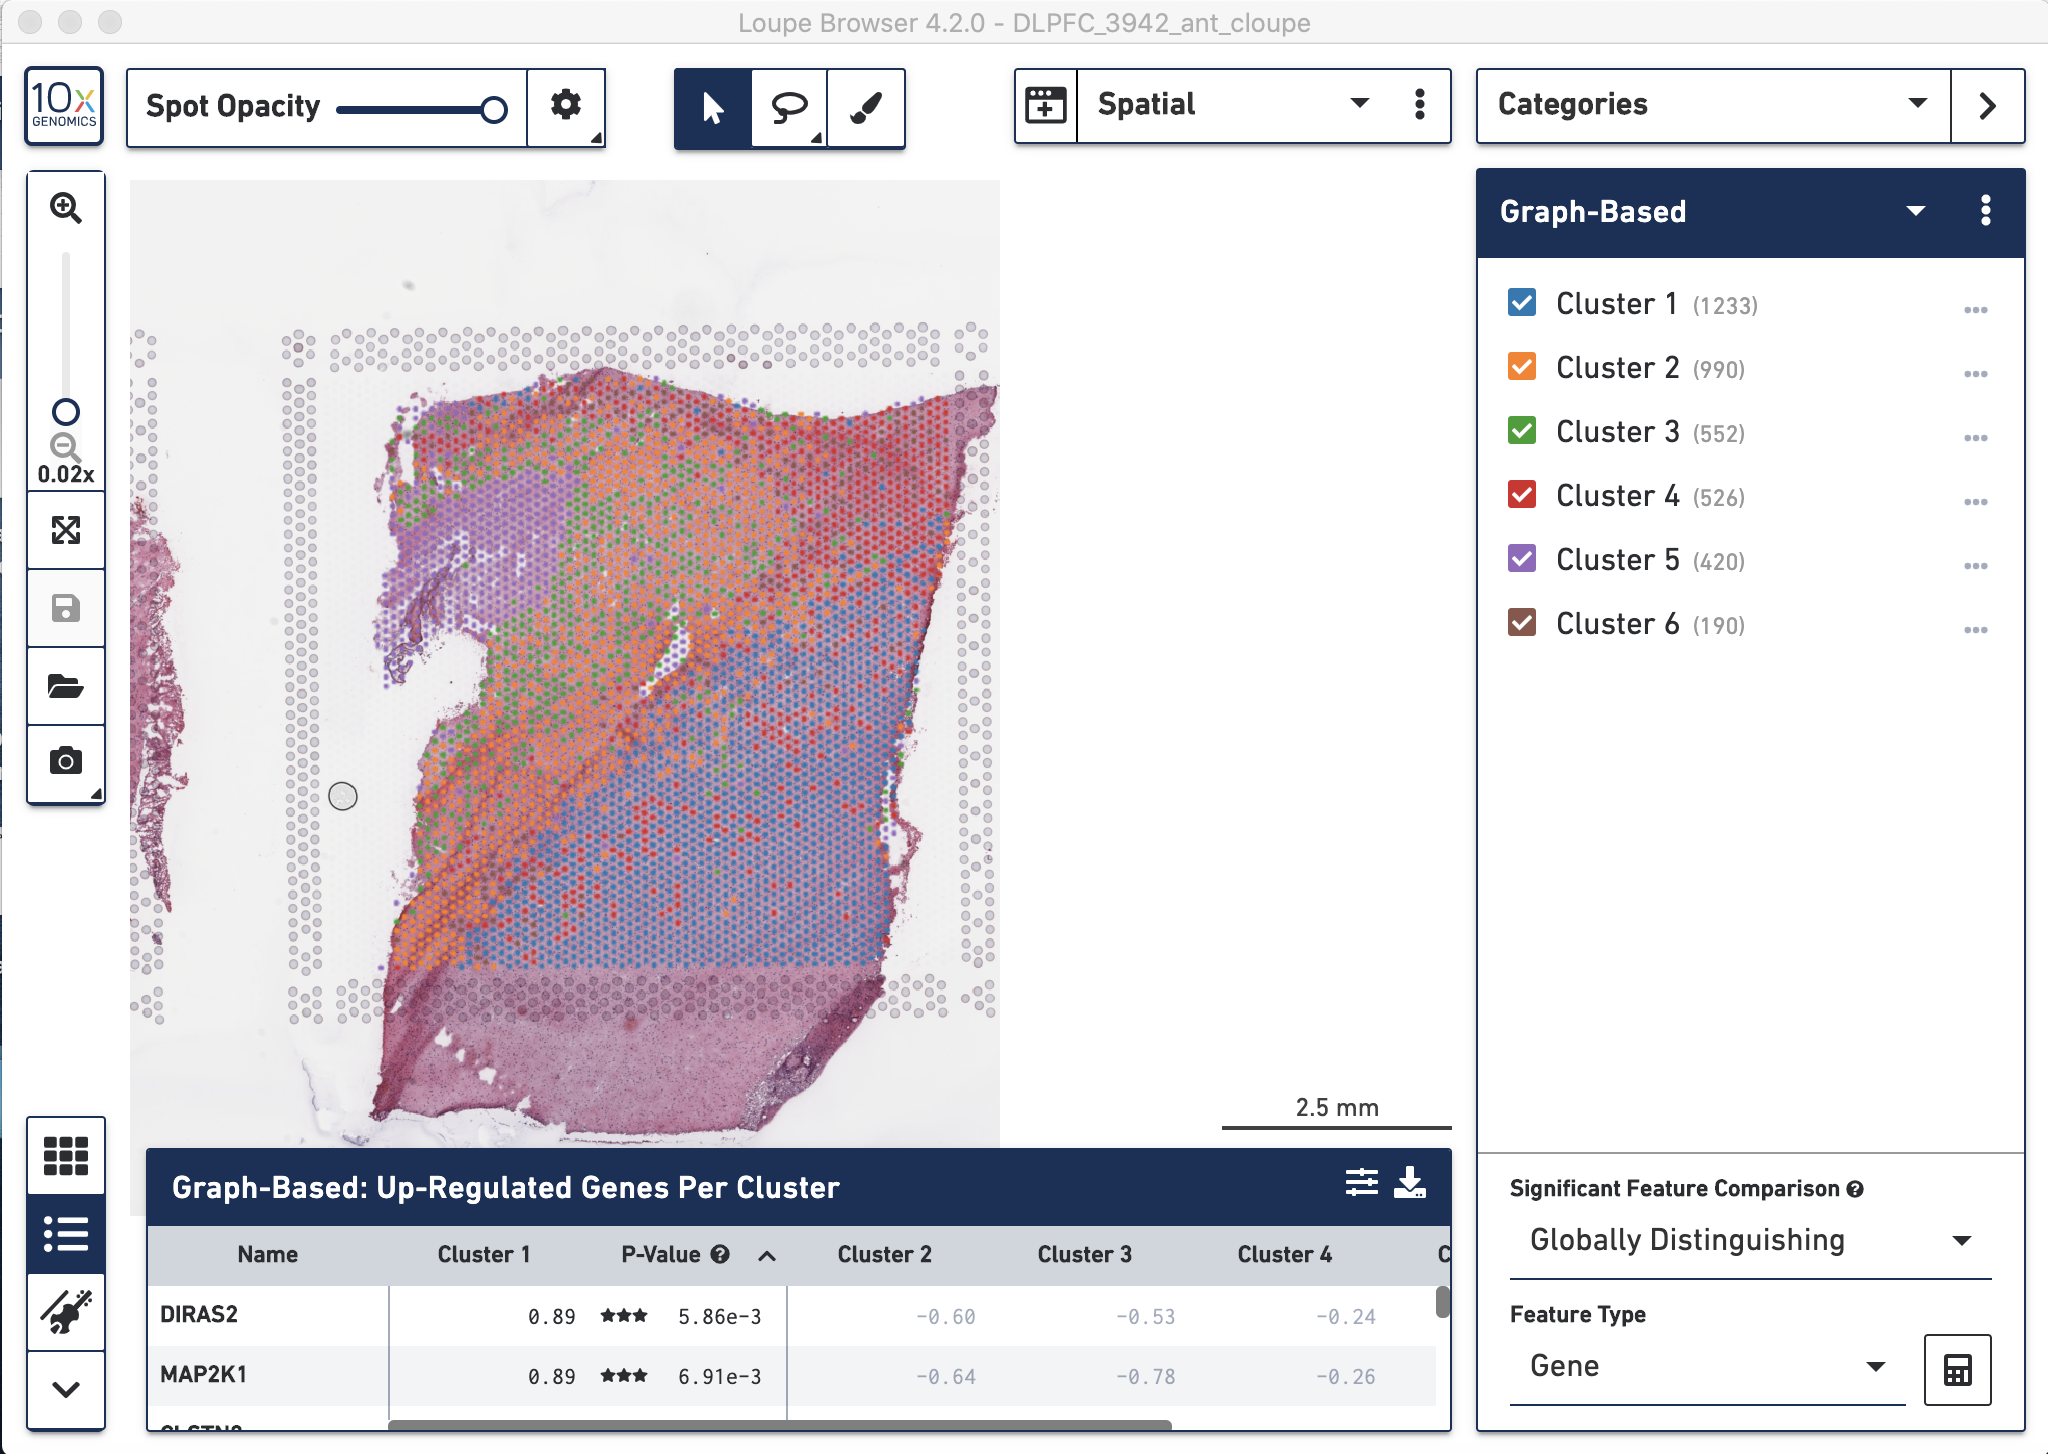 Loupe Browser 4.2.0 - DLPFC_3942_ant_cloupe
10x
GENOMICS
Spot Opacity
Spatial
Categories
0.02x
Graph-Based
Cluster 1 (1233)
Cluster 2 (990)
Cluster 3 (552)
Cluster 4 (526)
Cluster 5 (420)
Cluster 6 (190)
2.5 mm
Graph-Based: Up-Regulated Genes Per Cluster
Name Cluster 1 P-Value Cluster 2 Cluster 3 Cluster 4 C
DIRAS2 0.89 *** 5.86e-3 -0.60 -0.53 -0.24
MAP2K1 0.89 *** 6.91e-3 -0.64 -0.78 -0.26
Significant Feature Comparison
Globally Distinguishing
Feature Type
Gene